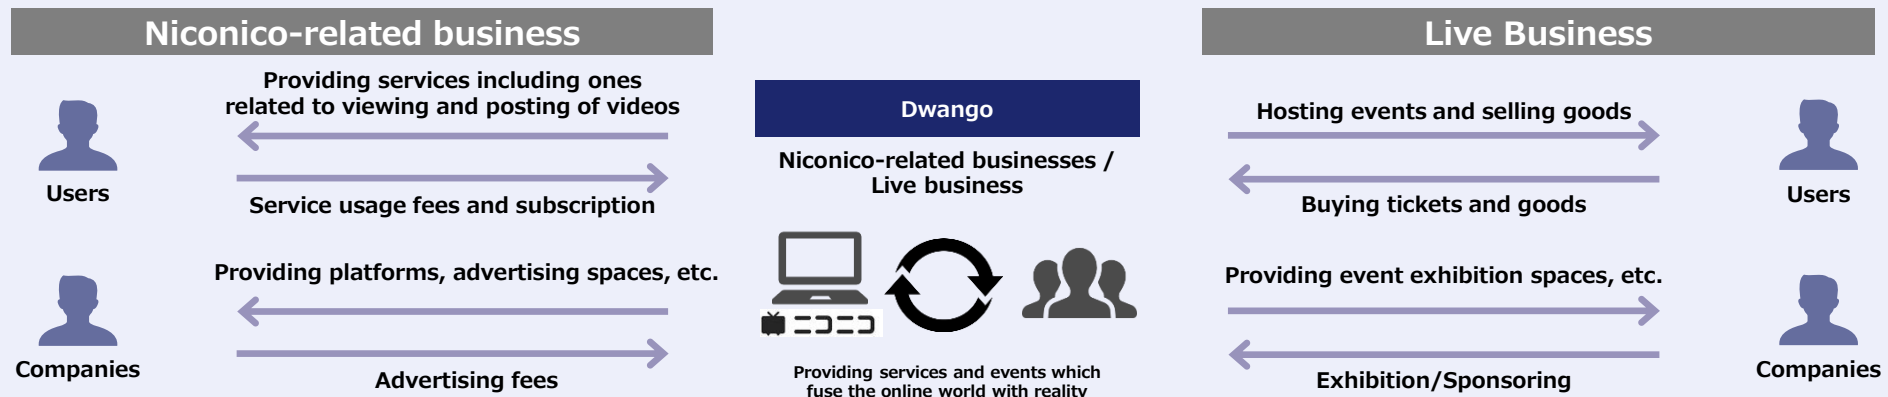 Niconico-related business
Providing services including ones
related to viewing and posting of videos
Users
Service usage fees and subscription
Providing platforms, advertising spaces, etc.
Companies
Advertising fees
Dwango
Niconico-related businesses /
Live business
ニコニコ
Providing services and events which
fuse the online world with reality
Live Business
Hosting events and selling goods
Users
Buying tickets and goods
Providing event exhibition spaces, etc.
Companies
Exhibition/Sponsoring